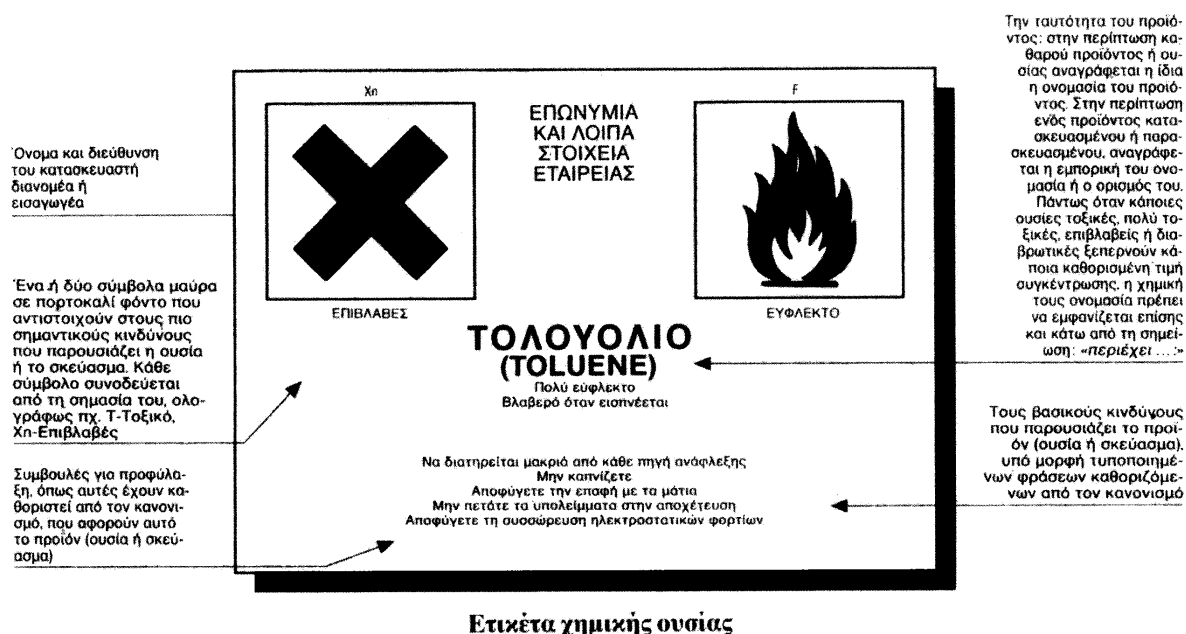 Όνομα και διεύθυνση
του κατασκευαστή
διανομέα ή
εισαγωγέα
Ένα ή δύο σύμβολα μαύρα
σε πορτοκαλί φόντο που
αντιστοιχούν στους πιο
σημαντικούς κινδύνους
που παρουσιάζει η ουσία
ή το σκεύασμα. Κάθε
σύμβολο συνοδεύεται
από τη σημασία του, ολο-
γράφως πχ. Τ-Τοξικό,
Xn-Επιβλαβές
Συμβουλές για προφύλα-
ξη, όπως αυτές έχουν κα-
θοριστεί από τον κανονι-
σμό, που αφορούν αυτό
το προϊόν (ουσία ή σκεύ-
ασμα)
Xn
ΕΠΙΒΛΑΒΕΣ
ΕΠΩΝΥΜΙΑ
ΚΑΙ ΛΟΙΠΑ
ΣΤΟΙΧΕΙΑ
ΕΤΑΙΡΕΙΑΣ
F
ΕΥΦΛΕΚΤΟ
ΤΟΛΟΥΟΛΙΟ
(TOLUENE)
Πολύ εύφλεκτο
Βλαβερό όταν εισπνέεται
Να διατηρείται μακριά από κάθε πηγή ανάφλεξης
Μην καπνίζετε
Αποφύγετε την επαφή με τα μάτια
Μην πετάτε τα υπολείμματα στην αποχέτευση
Αποφύγετε τη συσσώρευση ηλεκτροστατικών φορτίων
Την ταυτότητα του προϊό-
ντος: στην περίπτωση κα-
θαρού προϊόντος ή ου-
σίας αναγράφεται η ίδια
η ονομασία του προϊό-
ντος. Στην περίπτωση
ενός προϊόντος κατα-
σκευασμένου ή παρα-
σκευασμένου, αναγράφε-
ται η εμπορική του ονο-
μασία ή ο ορισμός του.
Πάντως όταν κάποιες
ουσίες τοξικές, πολύ το-
ξικές, επιβλαβείς ή δια-
βρωτικές ξεπερνούν κά-
ποια καθορισμένη τιμή
συγκέντρωσης, η χημική
τους ονομασία πρέπει
να εμφανίζεται επίσης
και κάτω από τη σημεί-
ωση: «περιέχει ...:»
Τους βασικούς κινδύνους
που παρουσιάζει το προϊ-
όν (ουσία ή σκεύασμα),
υπό μορφή τυποποιημέ-
νων φράσεων καθοριζόμε-
νων από τον κανονισμό
Ετικέτα χημικής ουσίας